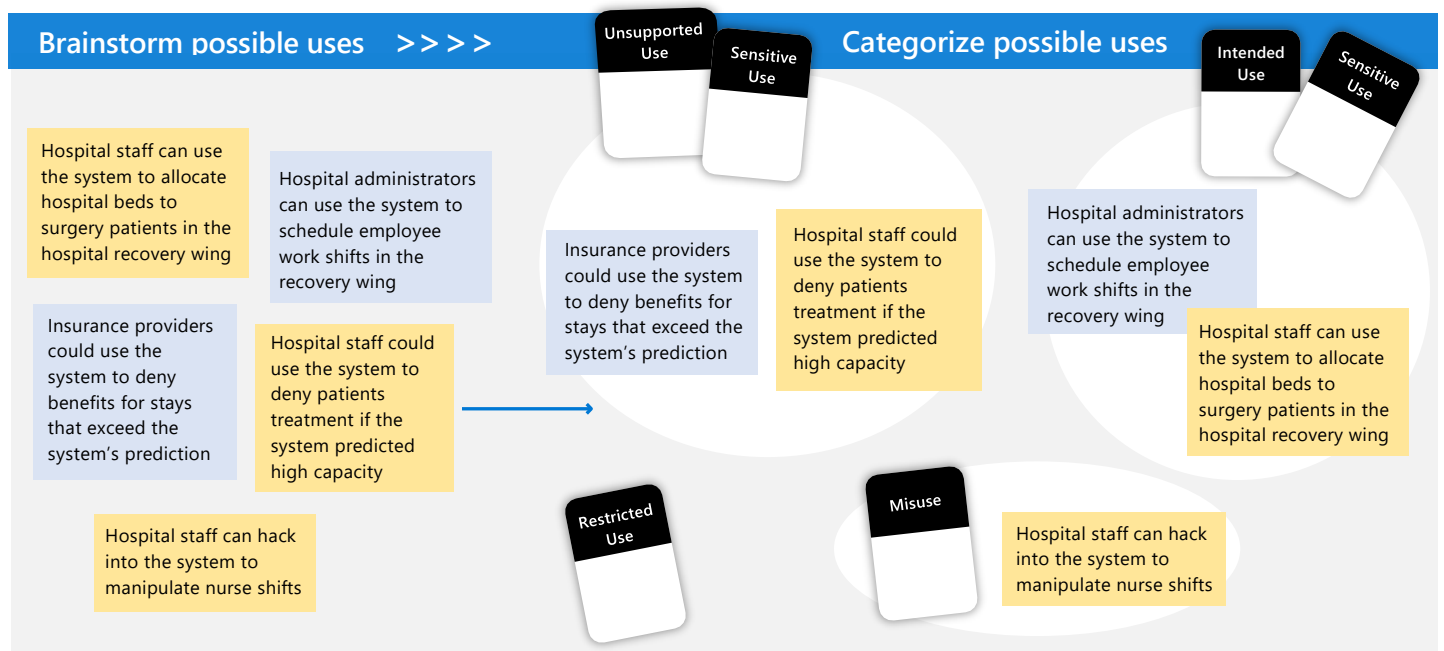 Brainstorm possible uses >>>>
Hospital staff can use
the system to allocate
hospital beds to
surgery patients in the
hospital recovery wing
Hospital administrators
can use the system to
schedule employee
work shifts in the
recovery wing
Insurance providers
could use the
system to deny
benefits for stays
that exceed the
system's prediction
Hospital staff could
use the system to
deny patients
treatment if the
system predicted
high capacity
Hospital staff can hack
into the system to
manipulate nurse shifts
Categorize possible uses
Unsupported
Use
Sensitive
Use
Insurance providers
could use the system
to deny benefits for
stays that exceed the
system's prediction
Hospital staff could
use the system to
deny patients
treatment if the
system predicted
high capacity
Intended
Use
Sensitive
Use
Hospital administrators
can use the system to
schedule employee
work shifts in the
recovery wing
Hospital staff can use
the system to allocate
hospital beds to
surgery patients in the
hospital recovery wing
Restricted
Use
Misuse
Hospital staff can hack
into the system to
manipulate nurse shifts